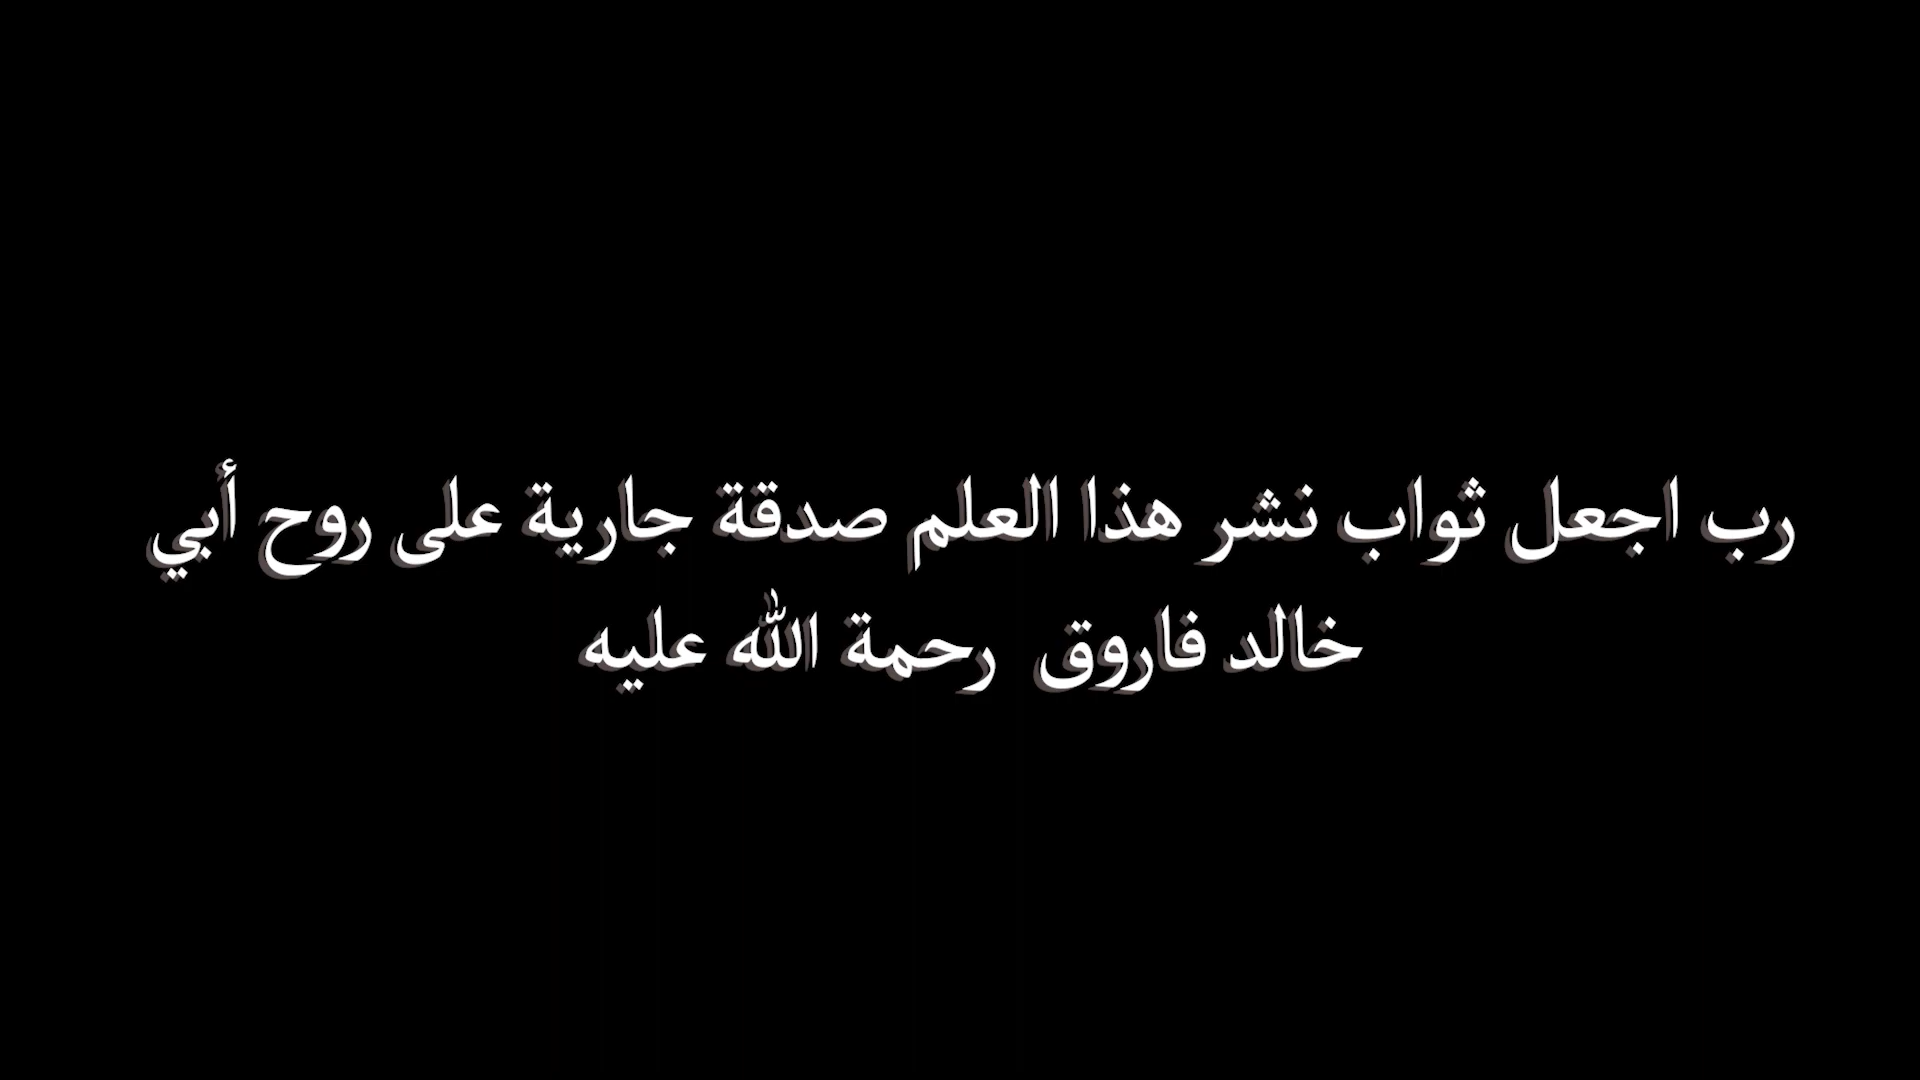 رب اجعل ثواب نشر هذا العلم صدقة جارية على روح أبي
خالد فاروق رحمة الله عليه